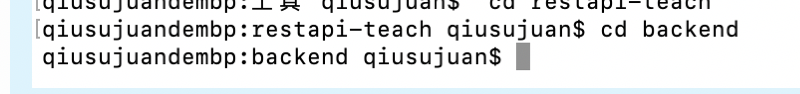 [qiusujuandembp:工具 qiusujuan$ cd restapi-teach
[qiusujuandembp:restapi-teach qiusujuan$ cd backend
qiusujuandembp:backend qiusujuan$